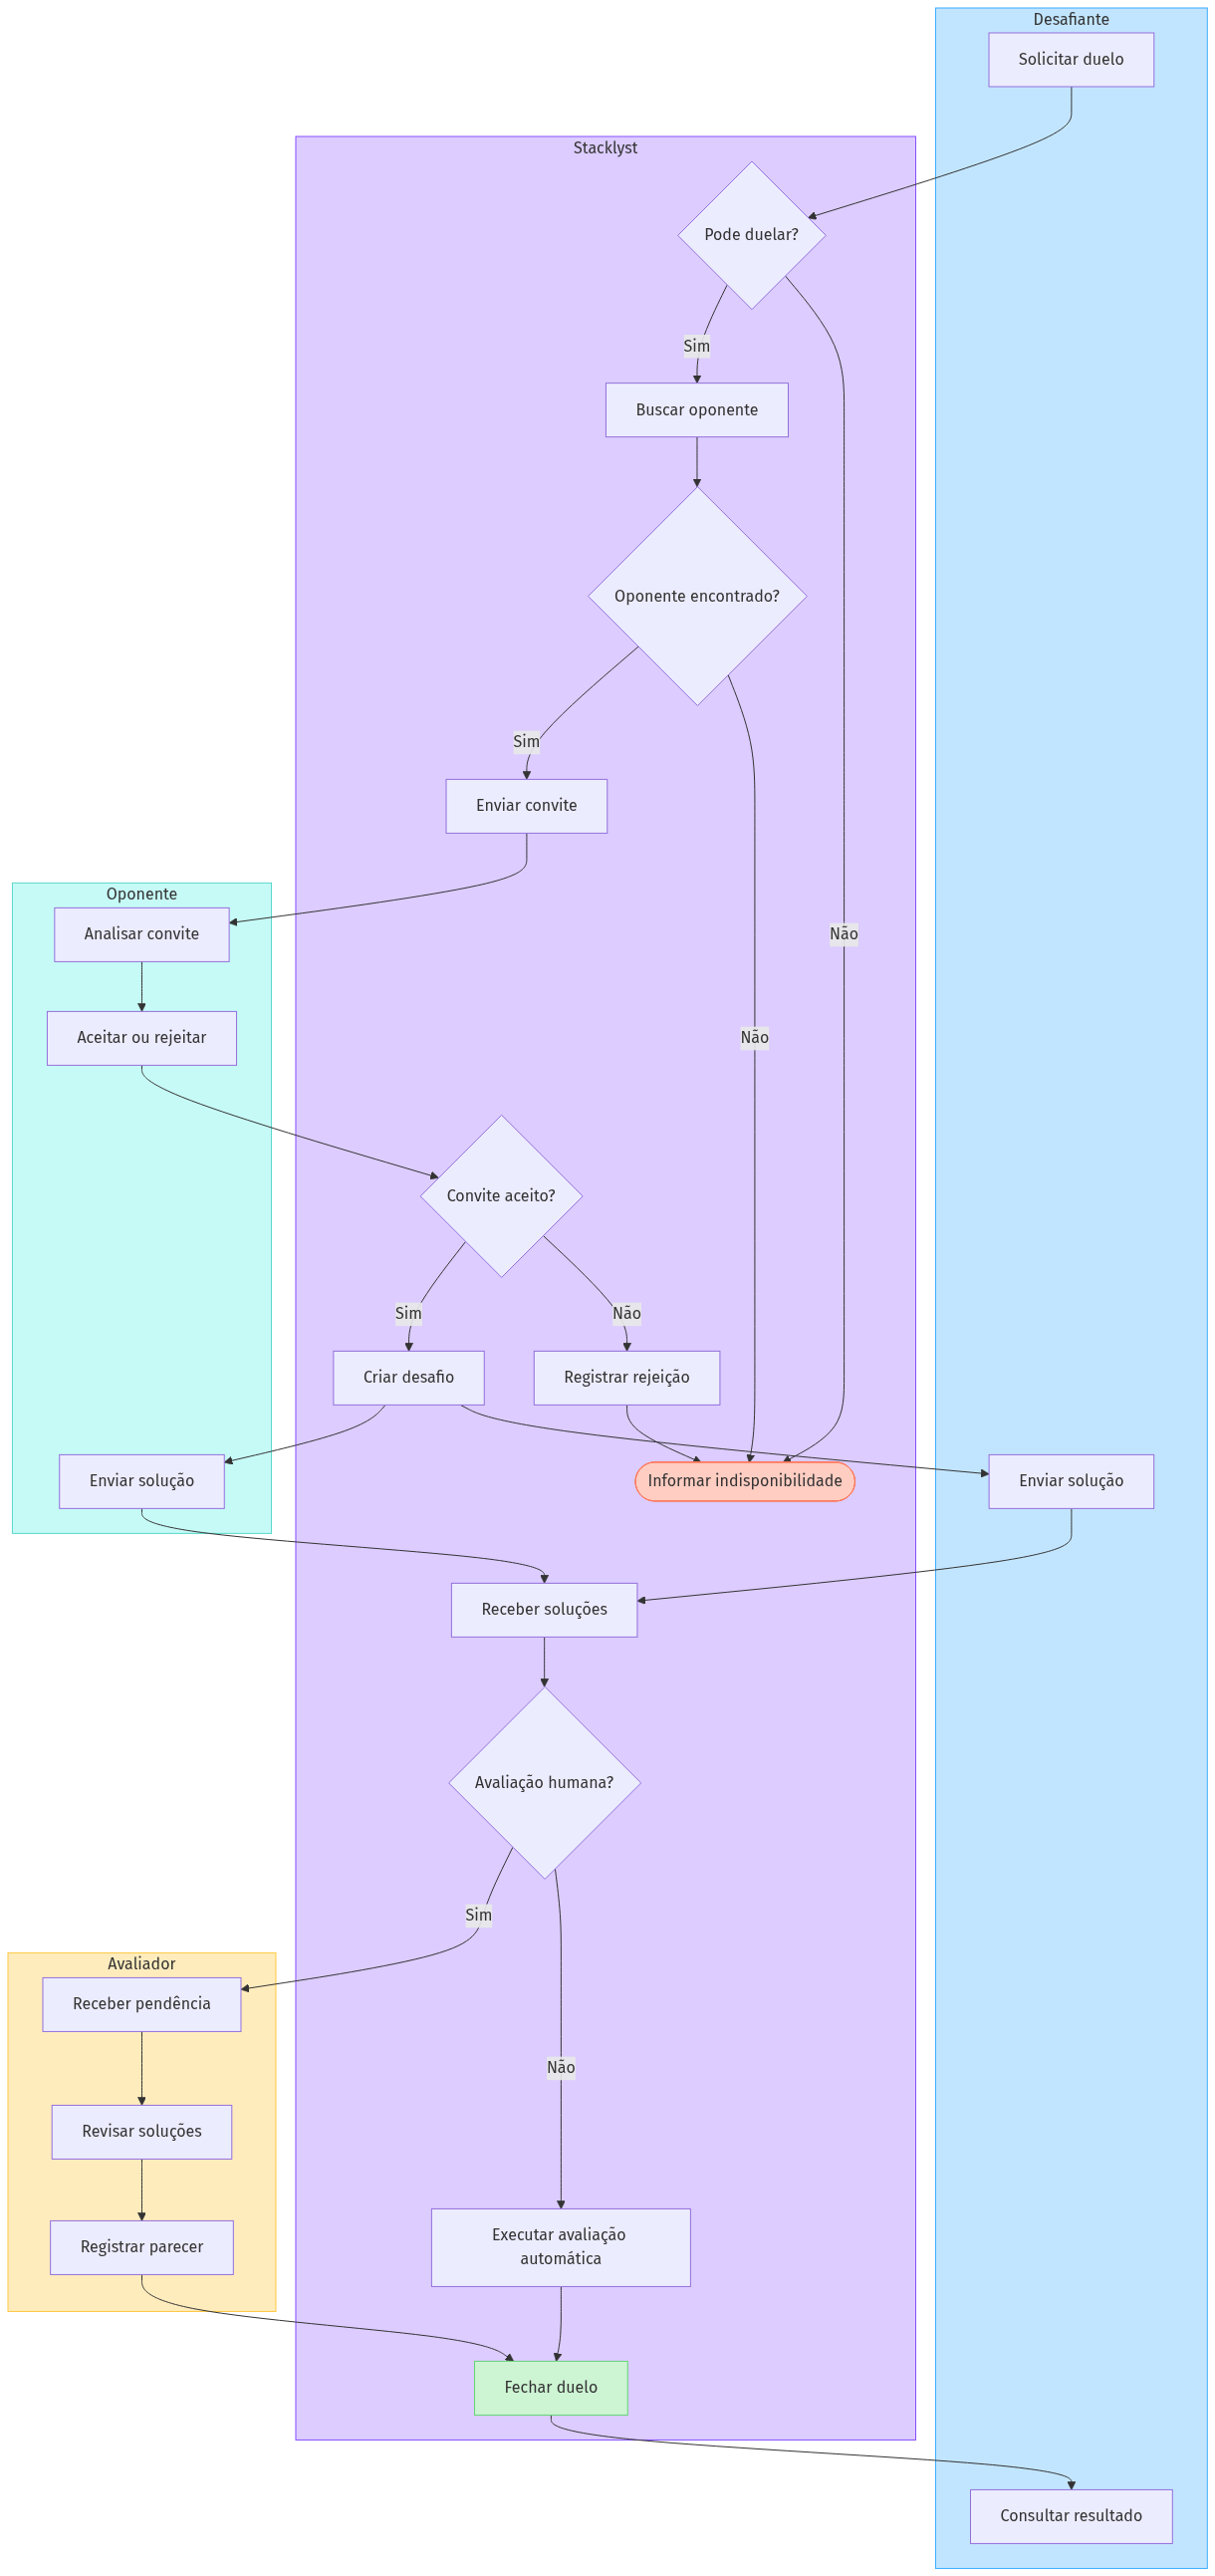 Desafiante
Solicitar duelo
Stacklyst
Pode duelar?
Sim
Buscar oponente
Oponente encontrado?
Sim
Enviar convite
Oponente
Analisar convite
Não
Aceitar ou rejeitar
Não
Convite aceito?
Sim
Não
Criar desafio
Registrar rejeição
Enviar solução
Informar indisponibilidade
Enviar solução
Receber soluções
Avaliação humana?
Sim
Avaliador
Receber pendência
Não
Revisar soluções
Registrar parecer
Executar avaliação
automática
Fechar duelo
Consultar resultado